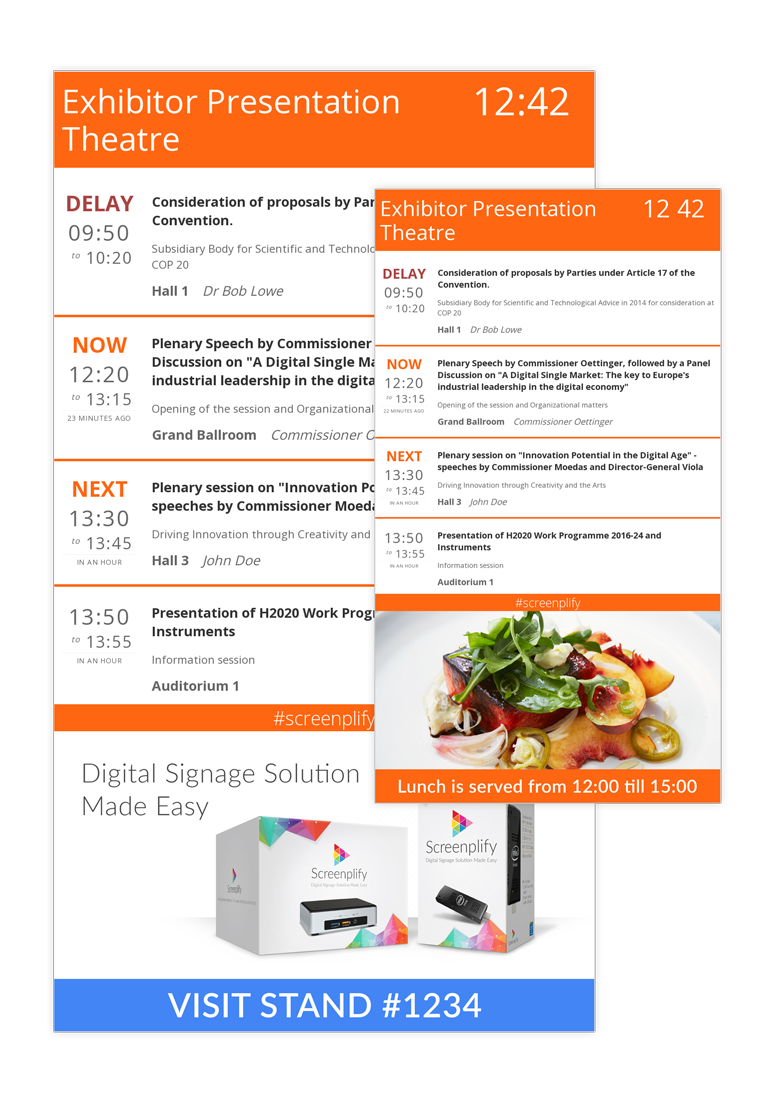 Exhibitor Presentation
Theatre
12:42
DELAY
09:50
to 10:20
Consideration of proposals by Par
Convention.
Subsidiary Body for Scientific and Technolo
COP 20
Hall 1 Dr Bob Lowe
NOW
12:20
to 13:15
23 MINUTES AGO
Plenary Speech by Commissioner
Discussion on "A Digital Single Ma
industrial leadership in the digita
Opening of the session and Organizational
Grand Ballroom Commissioner O
NEXT
13:30
to 13:45
IN AN HOUR
Plenary session on "Innovation Po
speeches by Commissioner Moeda
Driving Innovation through Creativity and
Hall 3 John Doe
13:50
to 13:55
IN AN HOUR
Presentation of H2020 Work Progr
Instruments
Information session
Auditorium 1
#screenplify
Digital Signage Solution
Made Easy
Screenplify
Screenplify
Digital Signage Solution Made Easy
Screenplify
Digital Signage Solution Made Easy
VISIT STAND #1234
Exhibitor Presentation
Theatre
12 42
DELAY
09:50
to 10:20
Consideration of proposals by Parties under Article 17 of the
Convention.
Subsidiary Body for Scientific and Technological Advice in 2014 for consideration at
COP 20
Hall 1 Dr Bob Lowe
NOW
12:20
to 13:15
22 MINUTES AGO
Plenary Speech by Commissioner Oettinger, followed by a Panel
Discussion on "A Digital Single Market: The key to Europe's
industrial leadership in the digital economy"
Opening of the session and Organizational matters
Grand Ballroom Commissioner Oettinger
NEXT
13:30
to 13:45
IN AN HOUR
Plenary session on "Innovation Potential in the Digital Age" -
speeches by Commissioner Moedas and Director-General Viola
Driving Innovation through Creativity and the Arts
Hall 3 John Doe
13:50
to 13:55
IN AN HOUR
Presentation of H2020 Work Programme 2016-24 and
Instruments
Information session
Auditorium 1
#screenplify
Lunch is served from 12:00 till 15:00